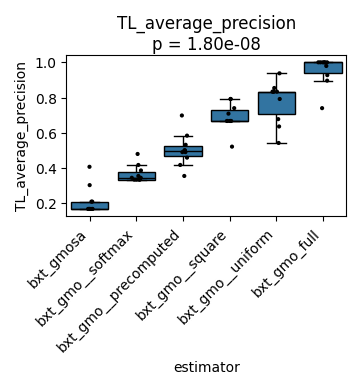 TL_average_precision
p = 1.80e-08
TL_average_precision
1.0
0.8
0.6
0.4
0.2
bxt_gmosa
bxt_gmo__softmax
bxt_gmo__precomputed
bxt_gmo__square
bxt_gmo__uniform
bxt_gmo_full
estimator